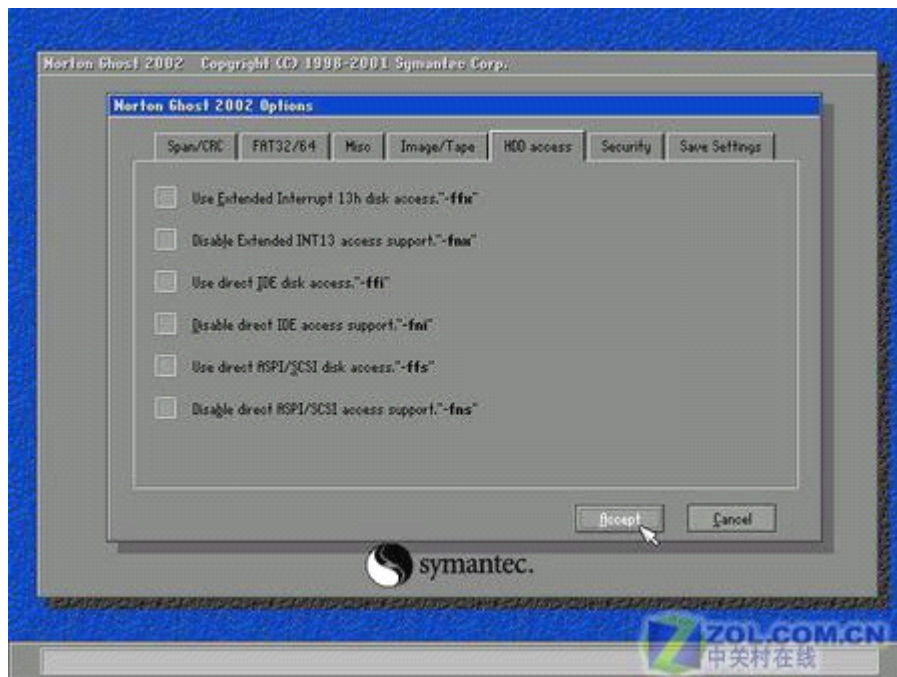 Norton Ghost 2002 Copyright (C) 1998-2001 Symantec Corp.
Norton Ghost 2002 Options
Span/CRC FAT32/64 Misc Image/Tape HDD access Security Save Settings
Use Extended Interrupt 13h disk access."-ffx"
Disable Extended INT13 access support."-fnx"
Use direct IDE disk access."-ffi"
Disable direct IDE access support."-fni"
Use direct ASPI/SCSI disk access."-ffs"
Disable direct ASPI/SCSI access support."-fns"
Accept Cancel
symantec.
ZOL.COM.CN
中关村在线